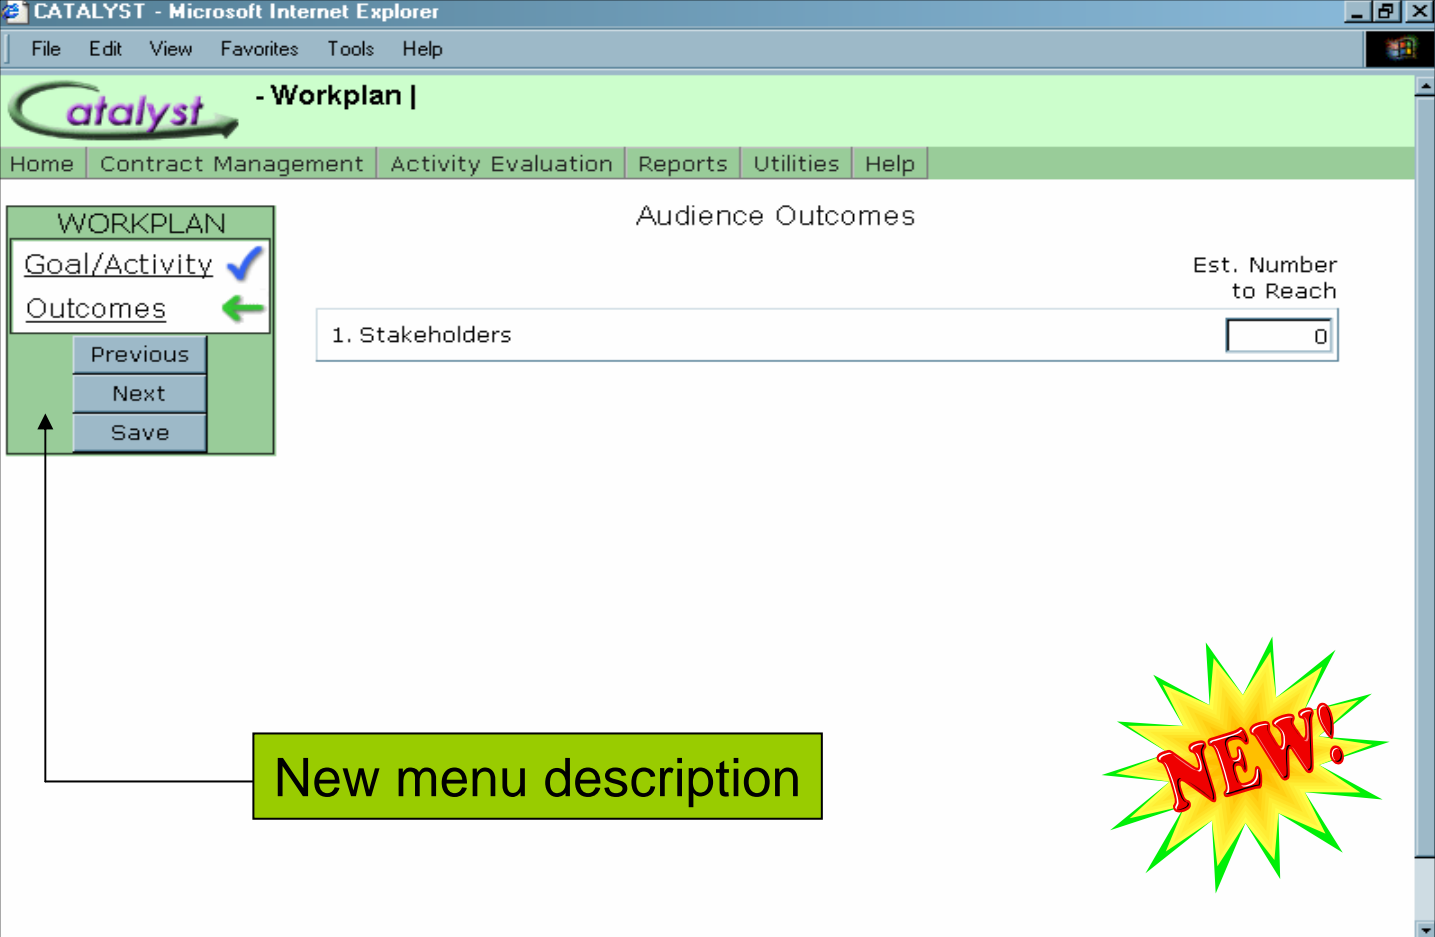 CATALYST - Microsoft Internet Explorer
File Edit View Favorites Tools Help
Catalyst - Workplan |
Home Contract Management Activity Evaluation Reports Utilities Help
WORKPLAN
Goal/Activity
Outcomes
Previous
Next
Save
Audience Outcomes
Est. Number
to Reach
1. Stakeholders 0
New menu description
NEW!